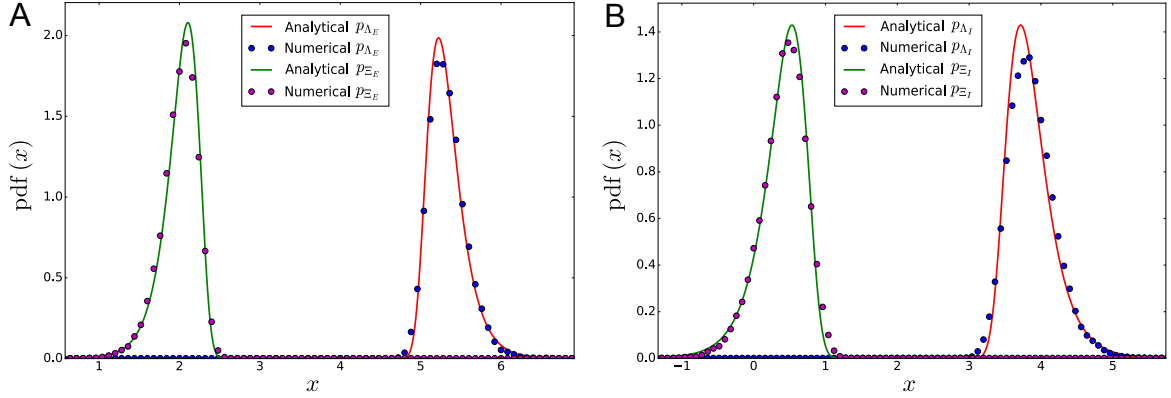 A
Analytical p_{Λ_E}
Numerical p_{Λ_E}
Analytical p_{Ξ_E}
Numerical p_{Ξ_E}
pdf (x)
2.0
1.5
1.0
0.5
0.0
1 2 3 4 5 6
x
B
Analytical p_{Λ_I}
Numerical p_{Λ_I}
Analytical p_{Ξ_I}
Numerical p_{Ξ_I}
pdf (x)
1.4
1.2
1.0
0.8
0.6
0.4
0.2
0.0
−1 0 1 2 3 4 5
x